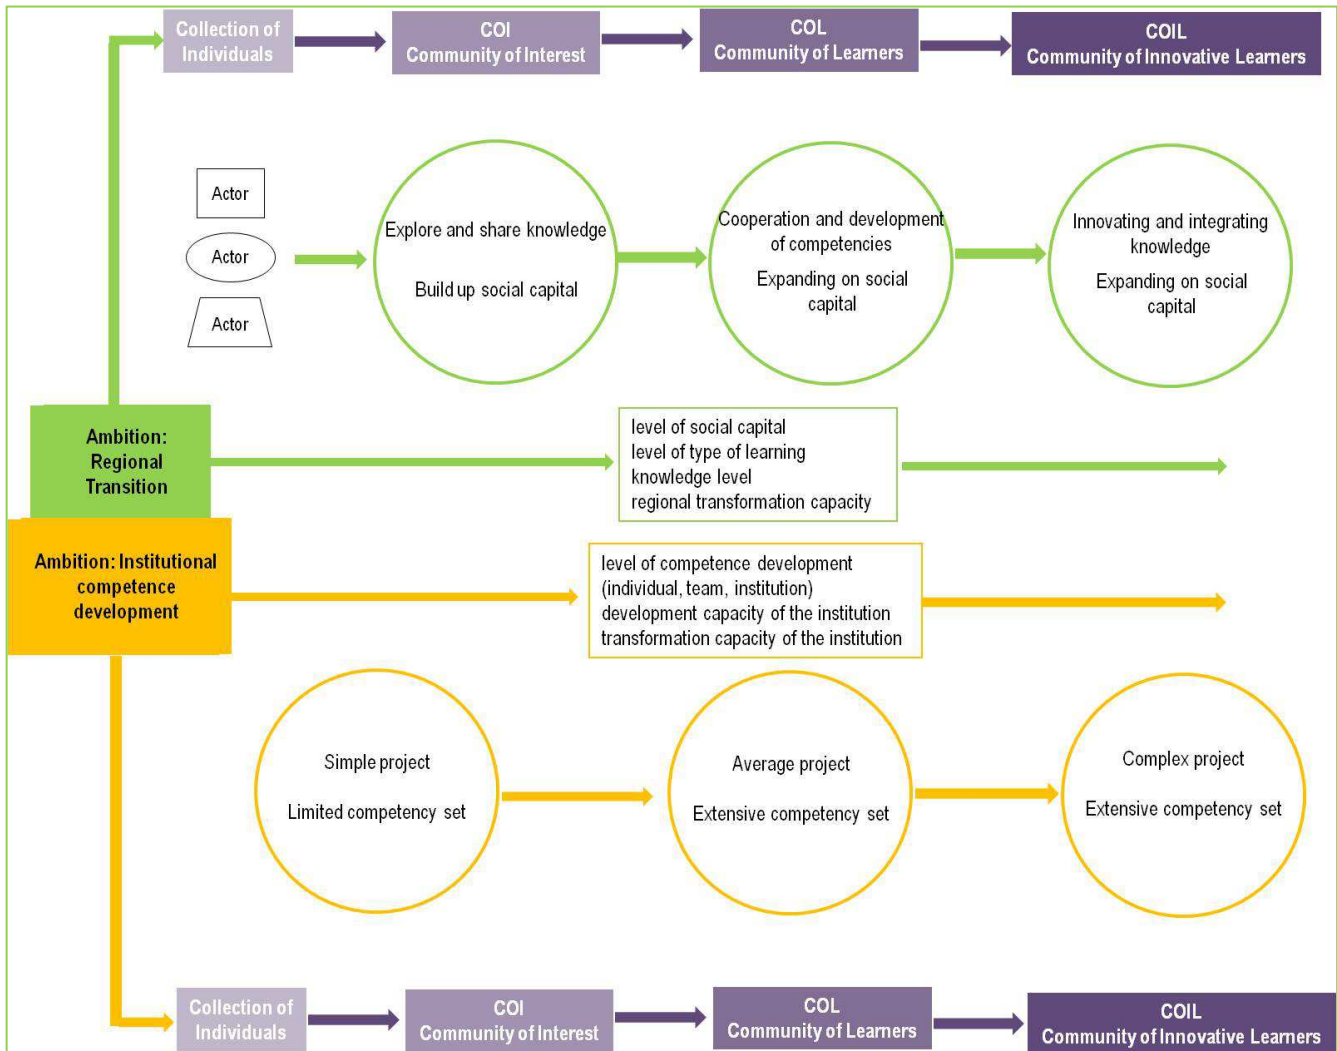 Collection of
Individuals
COI
Community of Interest
COL
Community of Learners
COIL
Community of Innovative Learners
Actor
Actor
Actor
Explore and share knowledge
Build up social capital
Cooperation and development
of competencies
Expanding on social
capital
Innovating and integrating
knowledge
Expanding on social
capital
Ambition:
Regional
Transition
level of social capital
level of type of learning
knowledge level
regional transformation capacity
Ambition: Institutional
competence
development
level of competence development
(individual, team, institution)
development capacity of the institution
transformation capacity of the institution
Simple project
Limited competency set
Average project
Extensive competency set
Complex project
Extensive competency set
Collection of
Individuals
COI
Community of Interest
COL
Community of Learners
COIL
Community of Innovative Learners